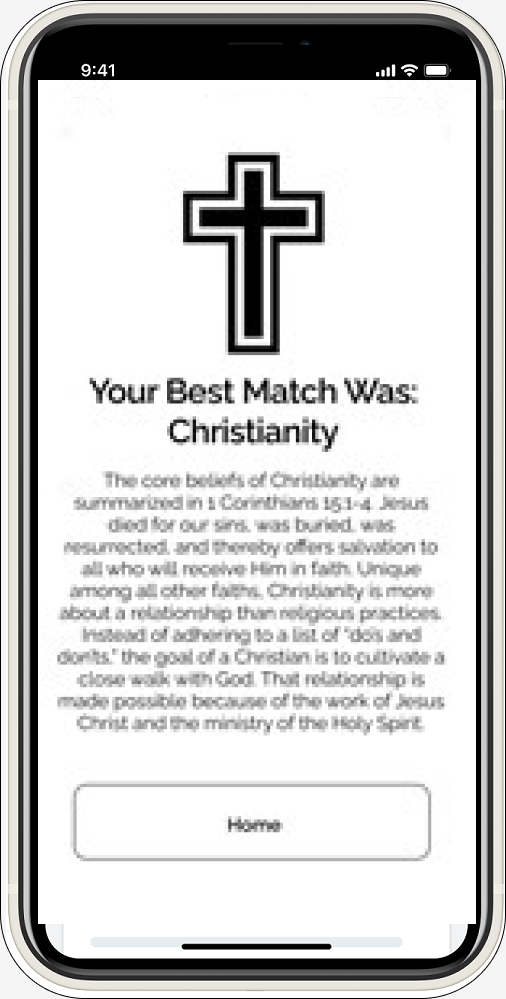 9:41
Your Best Match Was:
Christianity
The core beliefs of Christianity are
summarized in 1 Corinthians 15:1-4. Jesus
died for our sins, was buried, was
resurrected, and thereby offers salvation to
all who will receive Him in faith. Unique
among all other faiths, Christianity is more
about a relationship than religious practices.
Instead of adhering to a list of "do's and
don'ts," the goal of a Christian is to cultivate a
close walk with God. That relationship is
made possible because of the work of Jesus
Christ and the ministry of the Holy Spirit.
Home